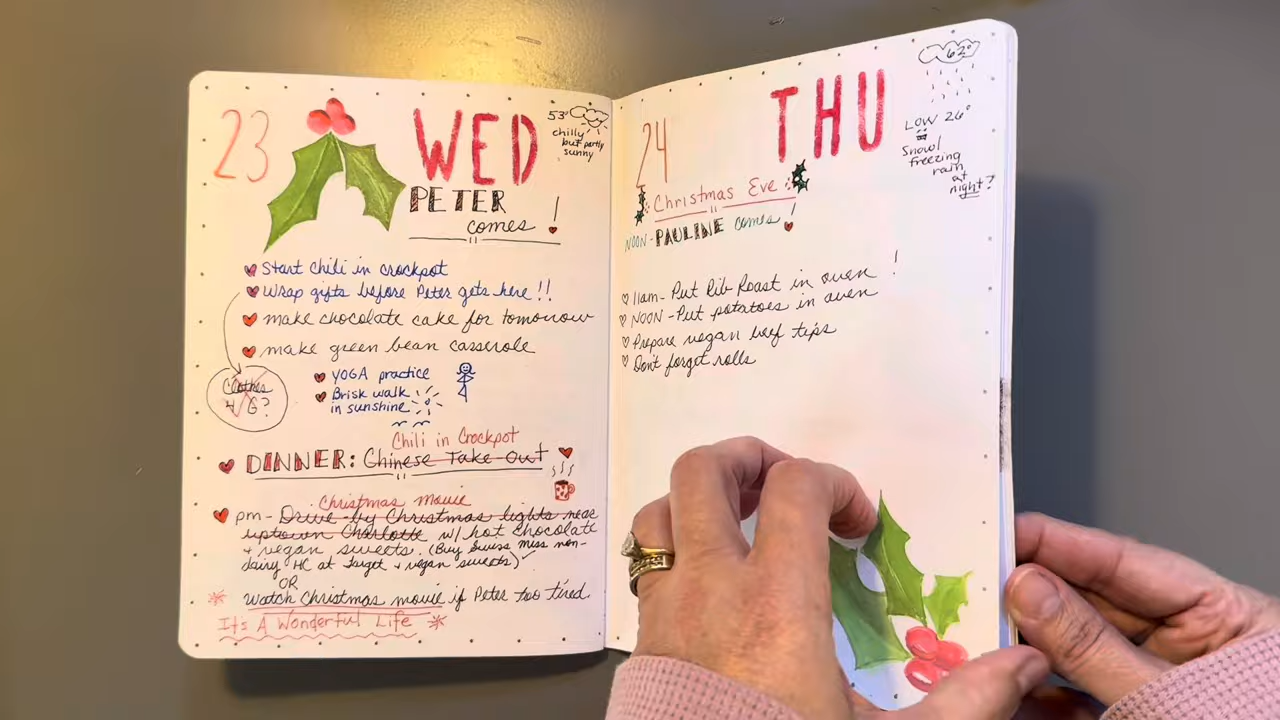 23
WED
53°
chilly
but partly
sunny
PETER
comes!
Start chili in crockpot
Wrap gifts before Peter gets here!!
make chocolate cake for tomorrow
make green bean casserole
Clothes
4 G?
YOGA practice
Brisk walk
in sunshine
Chili in Crockpot
DINNER: Chinese Take-Out
Christmas movie
pm - Drive-by Christmas lights near
uptown Charlotte w/ hot chocolate
+ vegan sweets. (Buy Swiss Miss non-
dairy HC at Target + vegan sweets)
OR
Watch Christmas movie if Peter too tired
It's A Wonderful Life
24
THU
62°
LOW 26°
Snow/
freezing
rain
at
night?
Christmas Eve
NOON - PAULINE comes!
11am - Put Rib Roast in oven!
NOON - Put potatoes in oven
Prepare vegan beef tips
Don't forget rolls